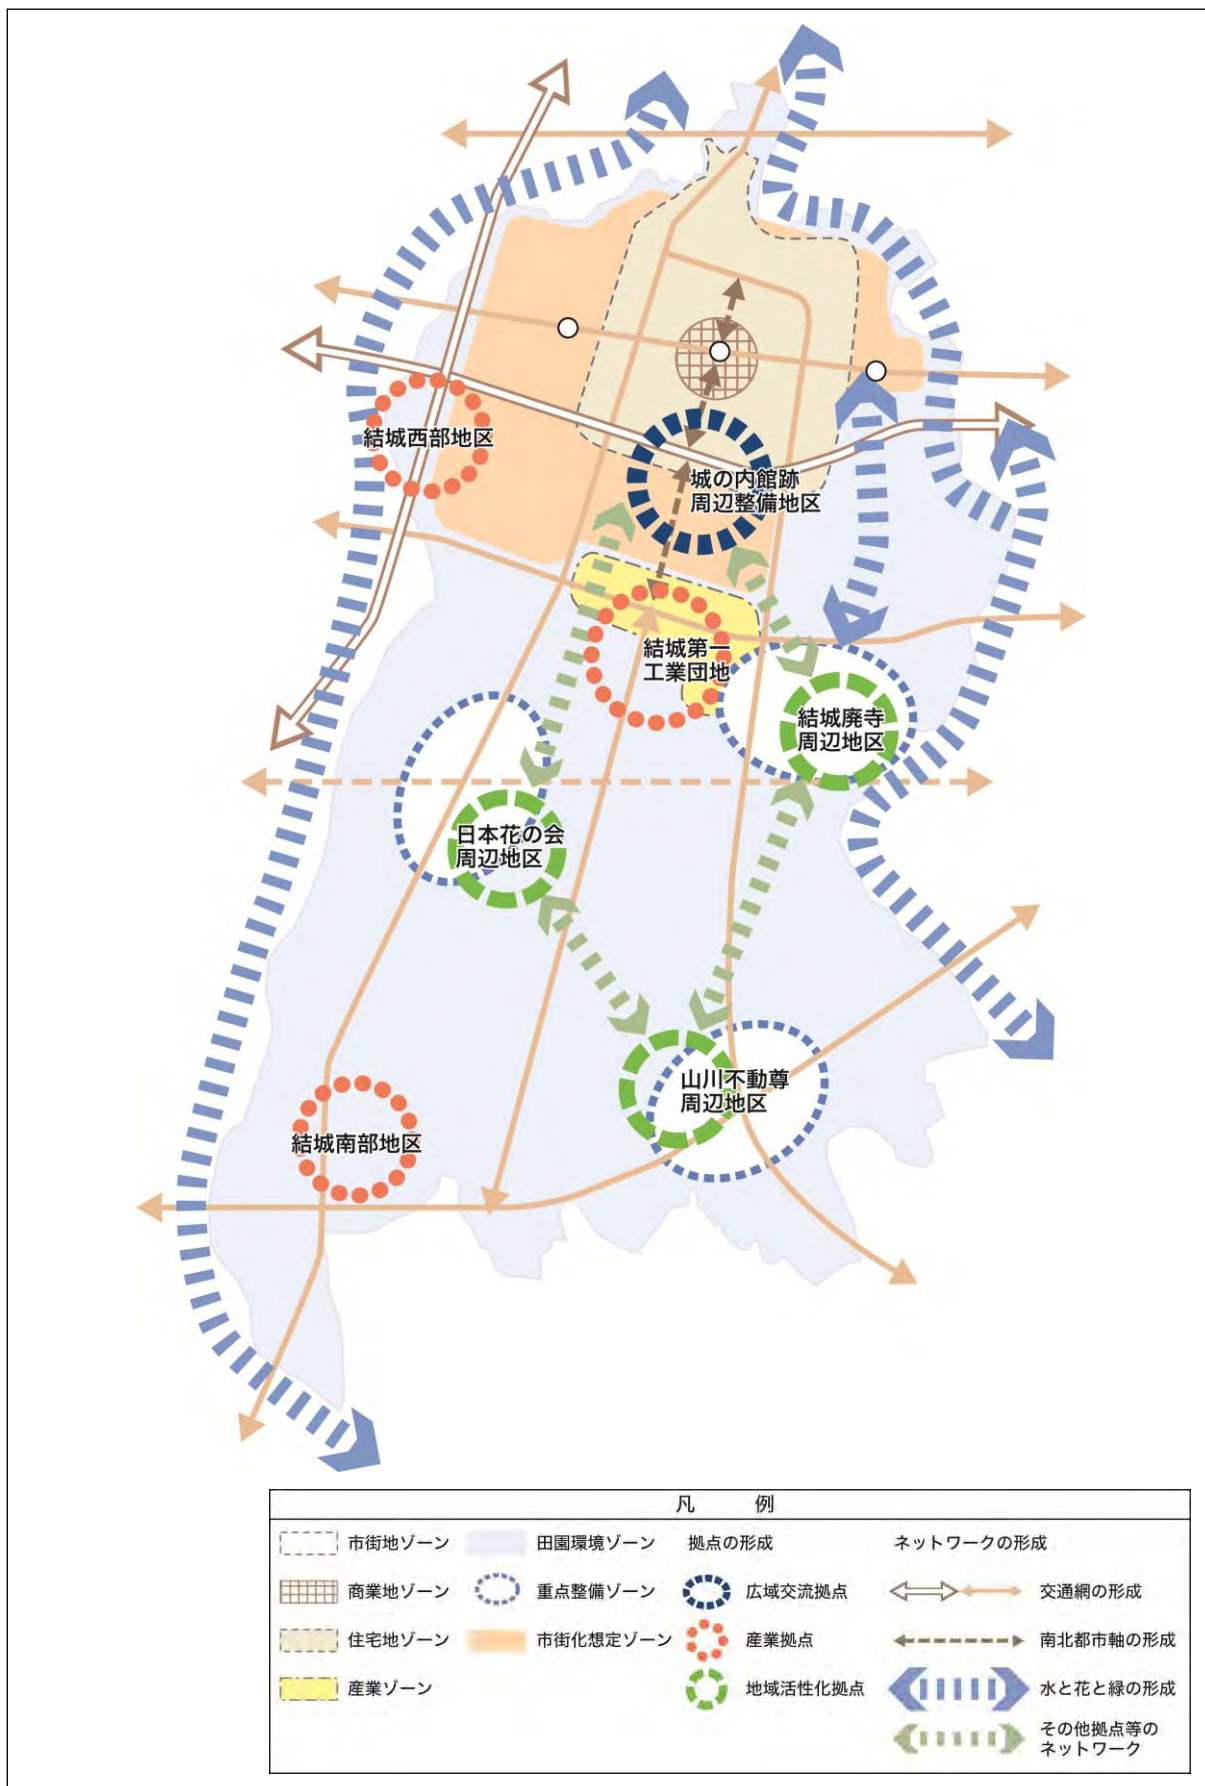 結城西部地区
城の内館跡
周辺整備地区
結城第一
工業団地
結城廃寺
周辺地区
日本花の会
周辺地区
山川不動尊
周辺地区
結城南部地区
凡　例
市街地ゾーン
商業地ゾーン
住宅地ゾーン
産業ゾーン
田園環境ゾーン
重点整備ゾーン
市街化想定ゾーン
拠点の形成
広域交流拠点
産業拠点
地域活性化拠点
ネットワークの形成
交通網の形成
南北都市軸の形成
水と花と緑の形成
その他拠点等の
ネットワーク